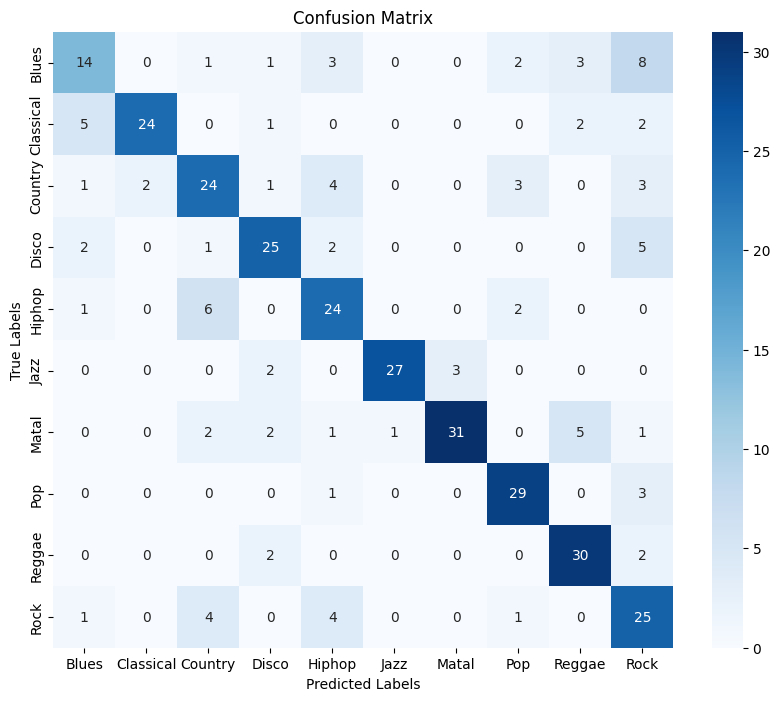 Confusion Matrix
True Labels
Blues 14 0 1 1 3 0 0 2 3 8
Classical 5 24 0 1 0 0 0 0 2 2
Country 1 2 24 1 4 0 0 3 0 3
Disco 2 0 1 25 2 0 0 0 0 5
Hiphop 1 0 6 0 24 0 0 2 0 0
Jazz 0 0 0 2 0 27 3 0 0 0
Matal 0 0 2 2 1 1 31 0 5 1
Pop 0 0 0 0 1 0 0 29 0 3
Reggae 0 0 0 2 0 0 0 0 30 2
Rock 1 0 4 0 4 0 0 1 0 25
Blues Classical Country Disco Hiphop Jazz Matal Pop Reggae Rock
Predicted Labels
30
25
20
15
10
5
0